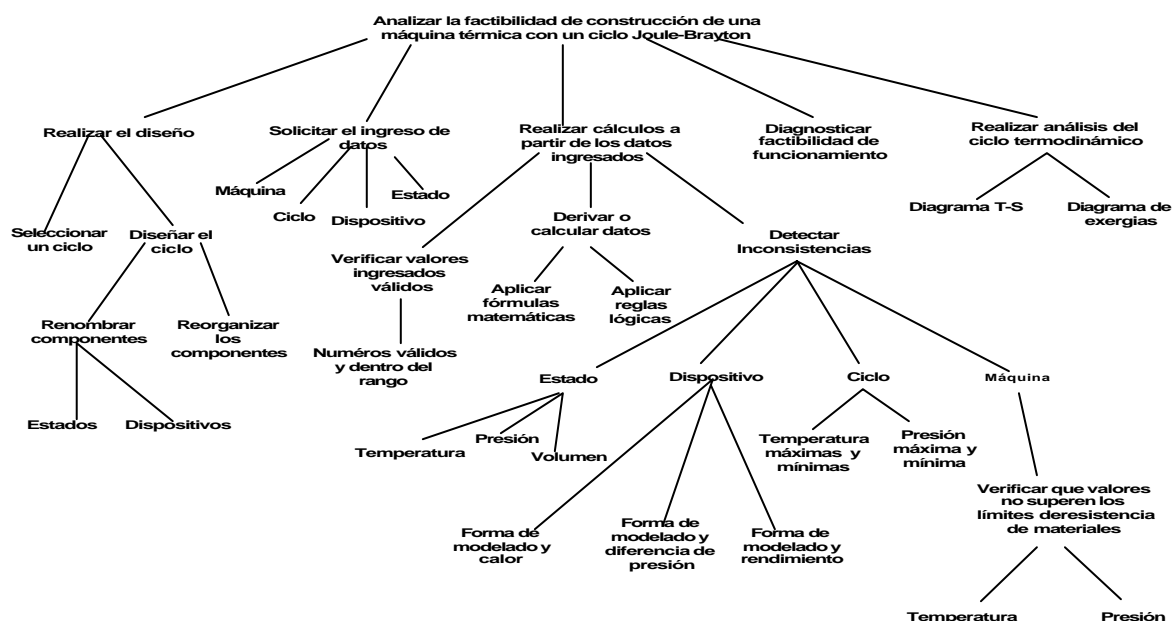 Analizar la factibilidad de construcción de una
máquina térmica con un ciclo Joule-Brayton
Realizar el diseño
Solicitar el ingreso de
datos
Realizar cálculos a
partir de los datos
ingresados
Diagnosticar
factibilidad de
funcionamiento
Realizar análisis del
ciclo termodinámico
Máquina
Ciclo
Dispositivo
Estado
Diagrama T-S
Diagrama de
exergias
Seleccionar
un ciclo
Diseñar el
ciclo
Verificar valores
ingresados
válidos
Derivar o
calcular datos
Detectar
Inconsistencias
Aplicar
fórmulas
matemáticas
Aplicar
reglas
lógicas
Renombrar
componentes
Reorganizar
los
componentes
Numéros válidos
y dentro del
rango
Estado
Dispositivo
Ciclo
Máquina
Estados
Dispositivos
Temperatura
Presión
Volumen
Temperatura
máximas y
mínimas
Presión
máxima y
mínima
Verificar que valores
no superen los
límites deresistencia
de materiales
Forma de
modelado y
calor
Forma de
modelado y
diferencia de
presión
Forma de
modelado y
rendimiento
Temperatura
Presión